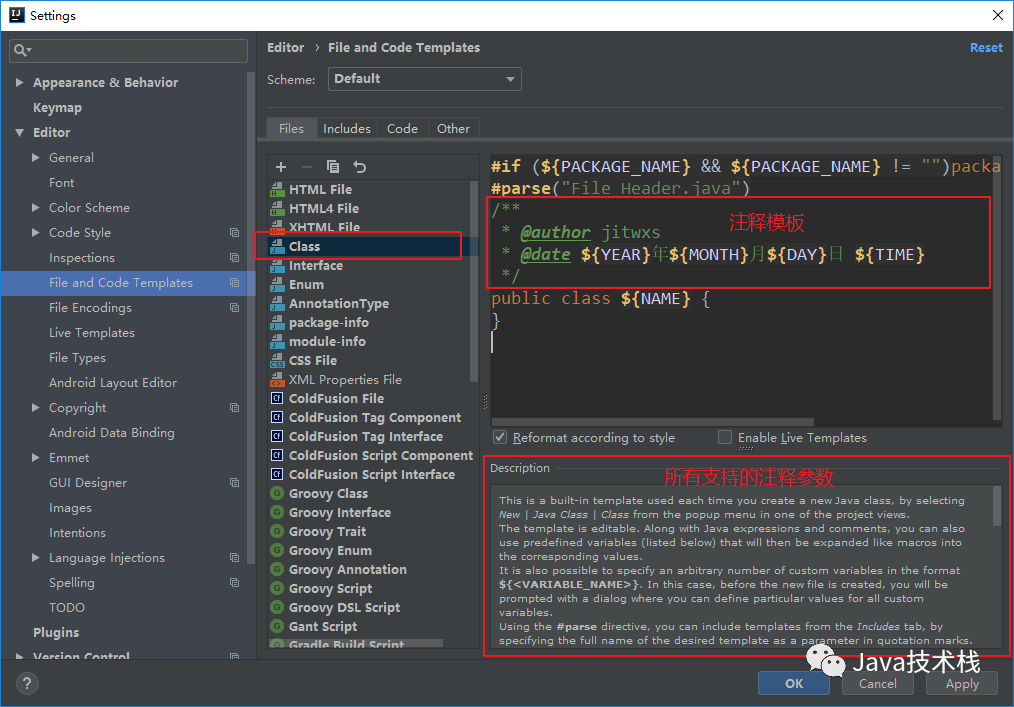 Settings
Appearance & Behavior
Keymap
Editor
General
Font
Color Scheme
Code Style
Inspections
File and Code Templates
File Encodings
Live Templates
File Types
Android Layout Editor
Copyright
Android Data Binding
Emmet
GUI Designer
Images
Intentions
Language Injections
Spelling
TODO
Plugins
Version Control
Editor › File and Code Templates
Reset
Scheme: Default
Files Includes Code Other
HTML File
HTML4 File
XHTML File
Class
Interface
Enum
AnnotationType
package-info
module-info
CSS File
XML Properties File
ColdFusion File
ColdFusion Tag Component
ColdFusion Tag Interface
ColdFusion Script Component
ColdFusion Script Interface
Groovy Class
Groovy Interface
Groovy Trait
Groovy Enum
Groovy Annotation
Groovy Script
Groovy DSL Script
Gant Script
Gradle Build Script
#if (${PACKAGE_NAME} && ${PACKAGE_NAME} != "")packa
#parse("File Header.java")
/**
注释模板
* @author jitwxs
* @date ${YEAR}年${MONTH}月${DAY}日 ${TIME}
*/
public class ${NAME} {
}
Reformat according to style Enable Live Templates
Description
所有支持的注释参数
This is a built-in template used each time you create a new Java class, by selecting
New | Java Class | Class from the popup menu in one of the project views.
The template is editable. Along with Java expressions and comments, you can also
use predefined variables (listed below) that will then be expanded like macros into
the corresponding values.
It is also possible to specify an arbitrary number of custom variables in the format
${<VARIABLE_NAME>}. In this case, before the new file is created, you will be
prompted with a dialog where you can define particular values for all custom
variables.
Using the #parse directive, you can include templates from the Includes tab, by
specifying the full name of the desired template as a parameter in quotation marks.
Java技术栈
?
OK Cancel Apply